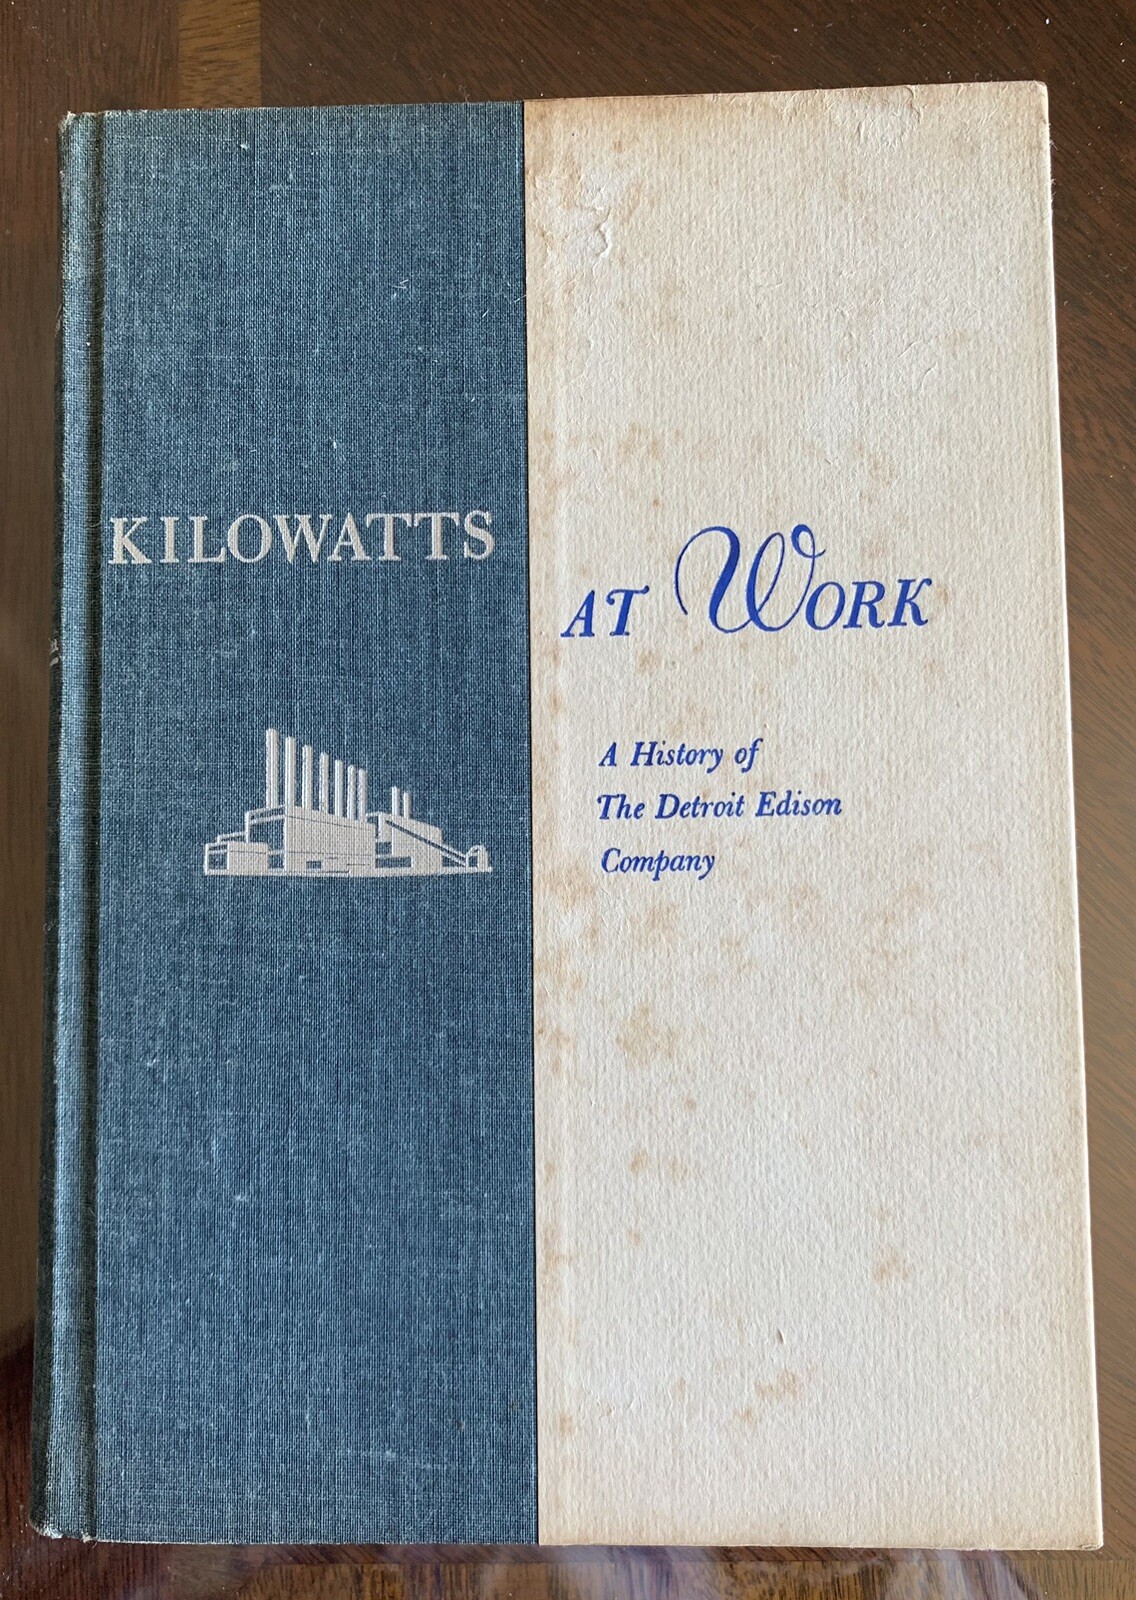 KILOWATTS
AT WORK
A History of
The Detroit Edison
Company